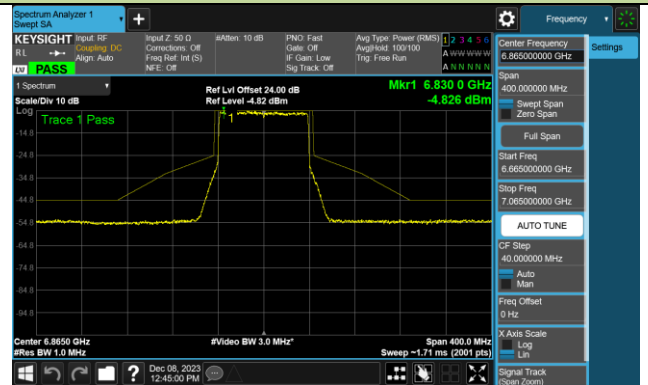 Spectrum Analyzer 1
Swept SA
Frequency
KEYSIGHT Input: RF
RL
Coupling: DC
Align: Auto
LW PASS
Input Z: 50 Ω
Corrections: Off
Freq Ref: Int (S)
NFE: Off
#Atten: 10 dB
PNO: Fast
Gate: Off
IF Gain: Low
Sig Track: Off
Avg Type: Power (RMS)
Avg|Hold: 100/100
Trig: Free Run
1 2 3 4 5 6
A W W W W W
A N N N N N
1 Spectrum
Scale/Div 10 dB
Log
Ref Lvl Offset 24.00 dB
Ref Level -4.82 dBm
Mkr1 6.830 0 GHz
-4.826 dBm
Trace 1 Pass
1
-14.8
-24.8
-34.8
-44.8
-54.8
-64.8
-74.8
-84.8
-94.8
Center 6.8650 GHz
#Res BW 1.0 MHz
#Video BW 3.0 MHz*
Span 400.0 MHz
Sweep ~1.71 ms (2001 pts)
Center Frequency
6.865000000 GHz
Settings
Span
400.000000 MHz
Swept Span
Zero Span
Full Span
Start Freq
6.665000000 GHz
Stop Freq
7.065000000 GHz
AUTO TUNE
CF Step
40.000000 MHz
Auto
Man
Freq Offset
0 Hz
X Axis Scale
Log
Lin
Signal Track
(Span Zoom)
?
Dec 08, 2023
12:45:00 PM